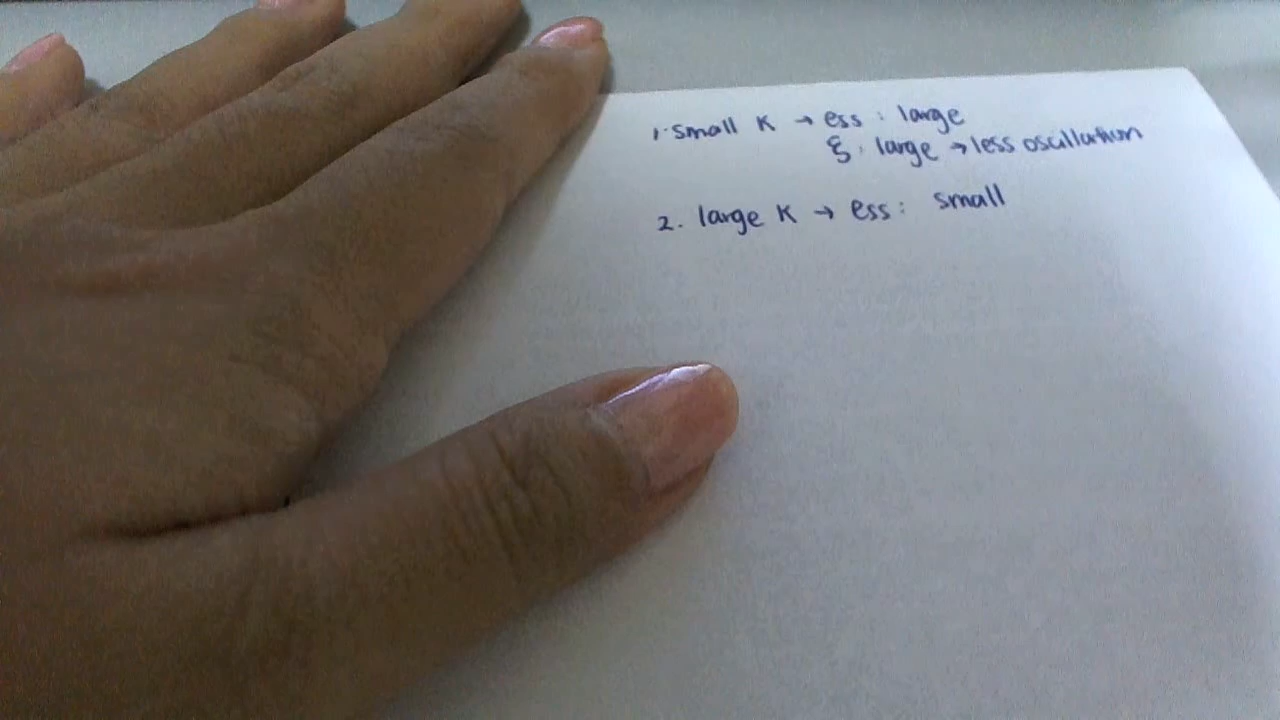 1. small K → ess : large
ξ : large → less oscillation
2. large K → ess : small